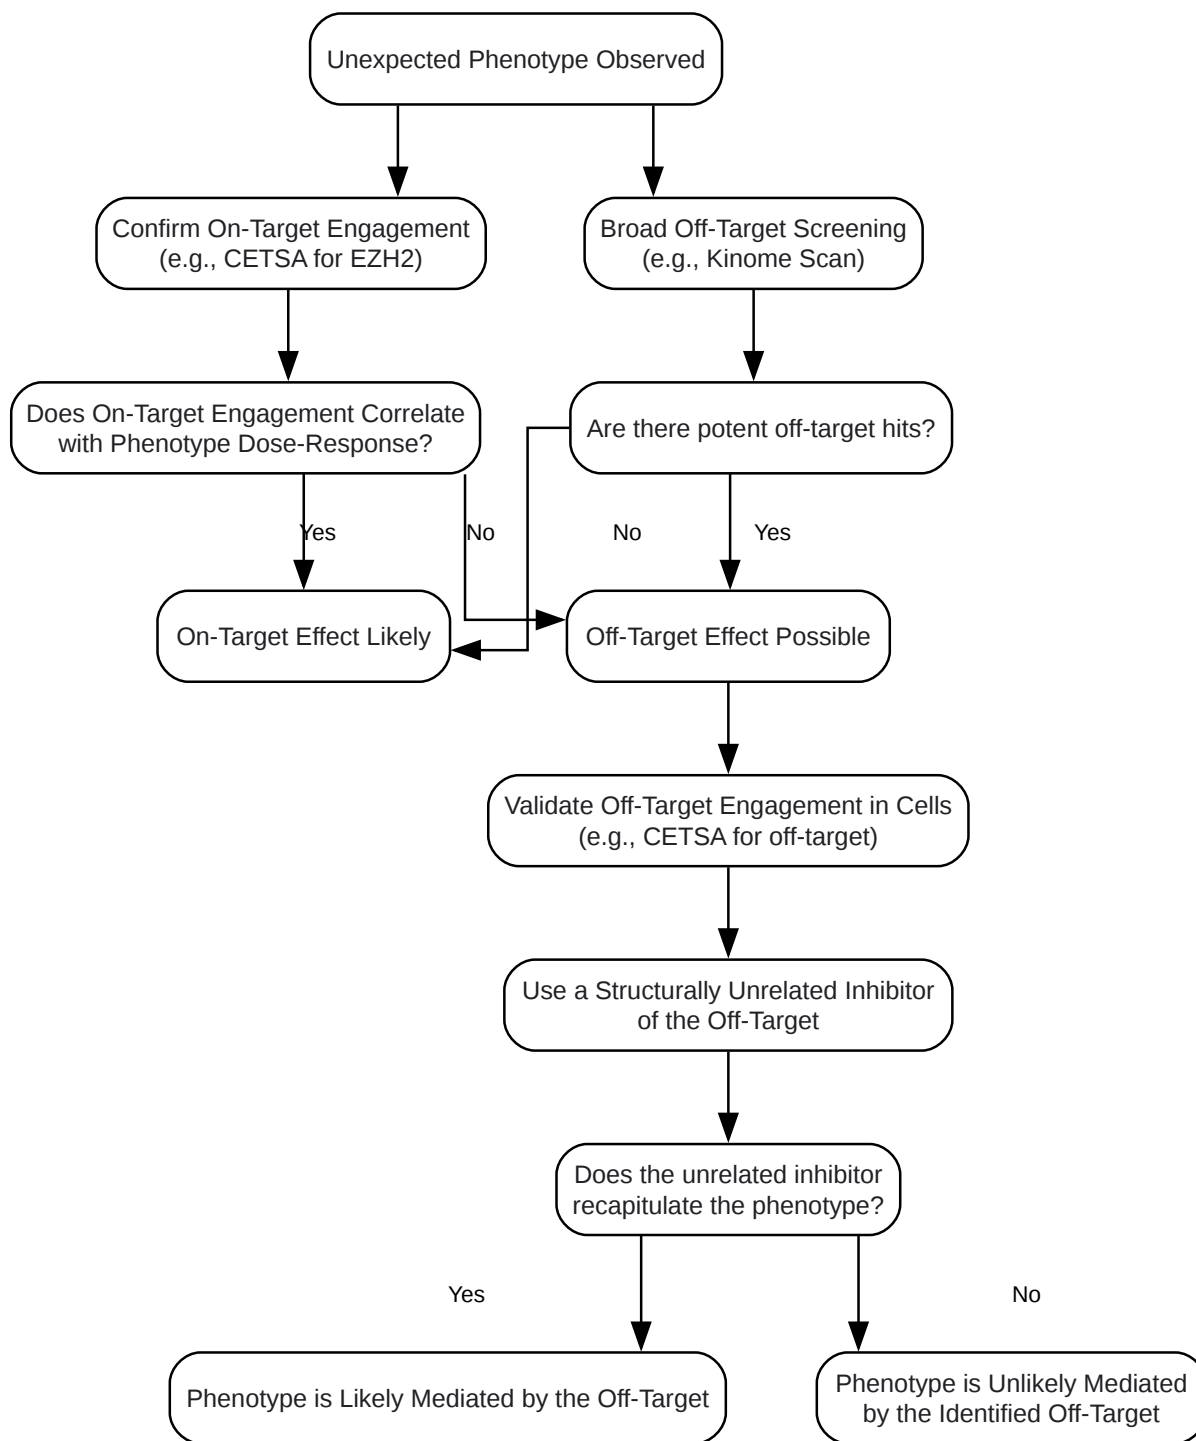 Unexpected Phenotype Observed
Confirm On-Target Engagement
(e.g., CETSA for EZH2)
Broad Off-Target Screening
(e.g., Kinome Scan)
Does On-Target Engagement Correlate
with Phenotype Dose-Response?
Are there potent off-target hits?
Yes
No
No
Yes
On-Target Effect Likely
Off-Target Effect Possible
Validate Off-Target Engagement in Cells
(e.g., CETSA for off-target)
Use a Structurally Unrelated Inhibitor
of the Off-Target
Does the unrelated inhibitor
recapitulate the phenotype?
Yes
No
Phenotype is Likely Mediated by the Off-Target
Phenotype is Unlikely Mediated
by the Identified Off-Target